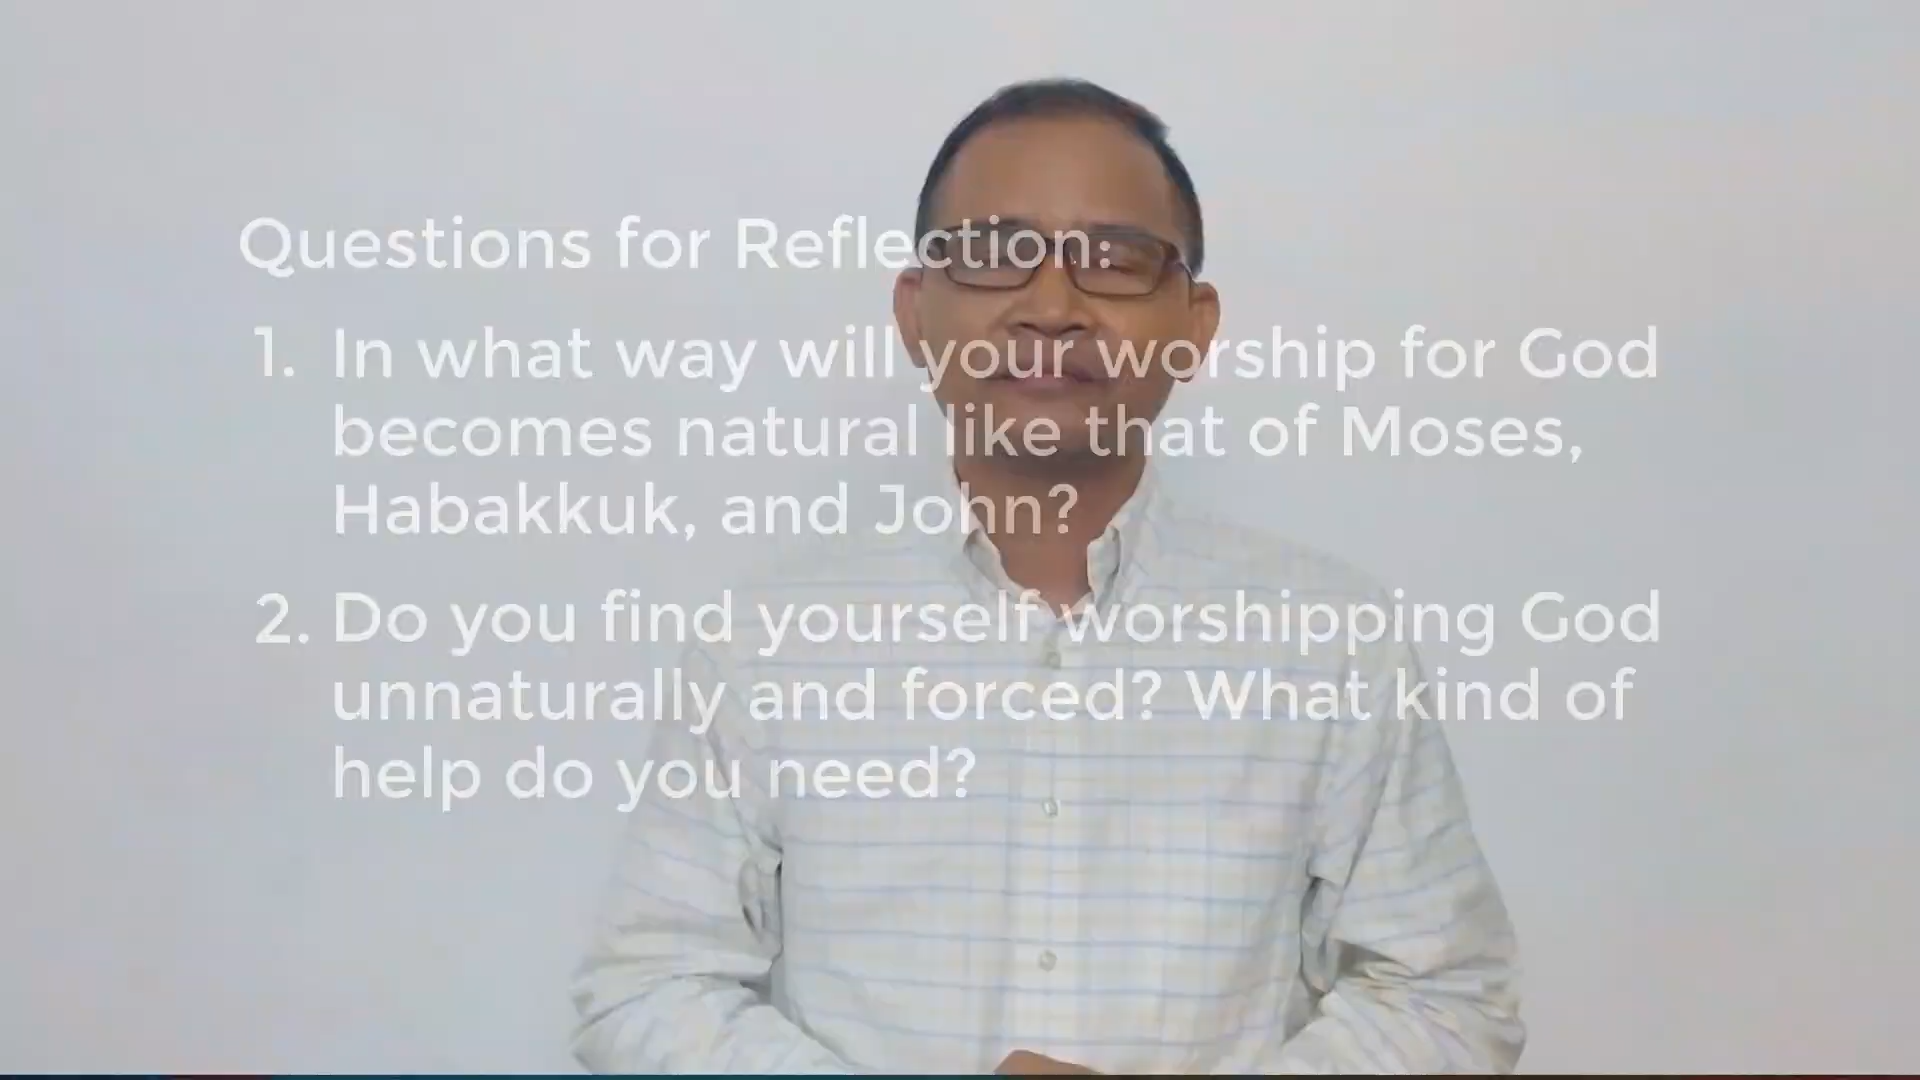 Questions for Reflection:
1. In what way will your worship for God
becomes natural like that of Moses,
Habakkuk, and John?
2. Do you find yourself worshipping God
unnaturally and forced? What kind of
help do you need?